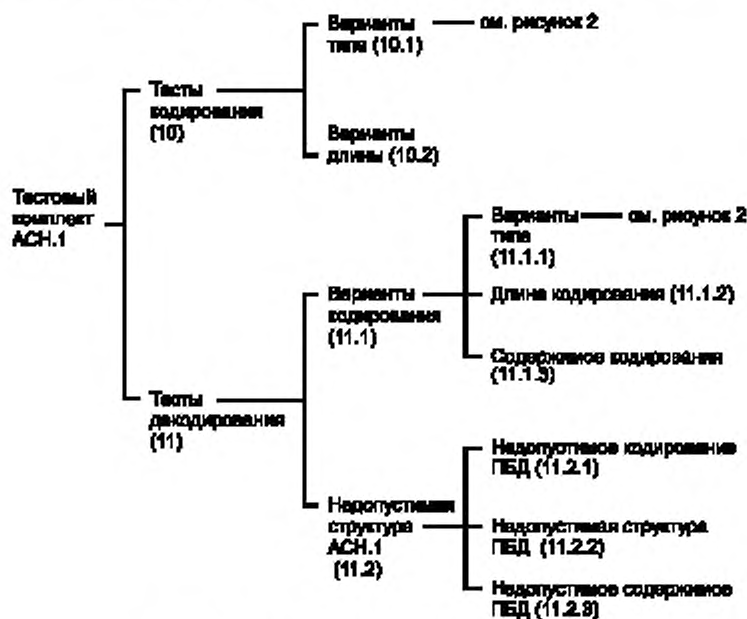 Варианты
типа (10.1)
см. рисунок 2
Тесты
кодирования
(10)
Варианты
длины (10.2)
Тестовый
комплект
АСН.1
Варианты
типа
(11.1.1)
см. рисунок 2
Варианты
кодирования
(11.1)
Длина кодирования (11.1.2)
Содержимое кодирования
(11.1.3)
Тесты
декодирования
(11)
Недопустимая
структура
АСН.1
(11.2)
Недопустимое кодирование
ПБД (11.2.1)
Недопустимая структура
ПБД (11.2.2)
Недопустимое содержимое
ПБД (11.2.3)